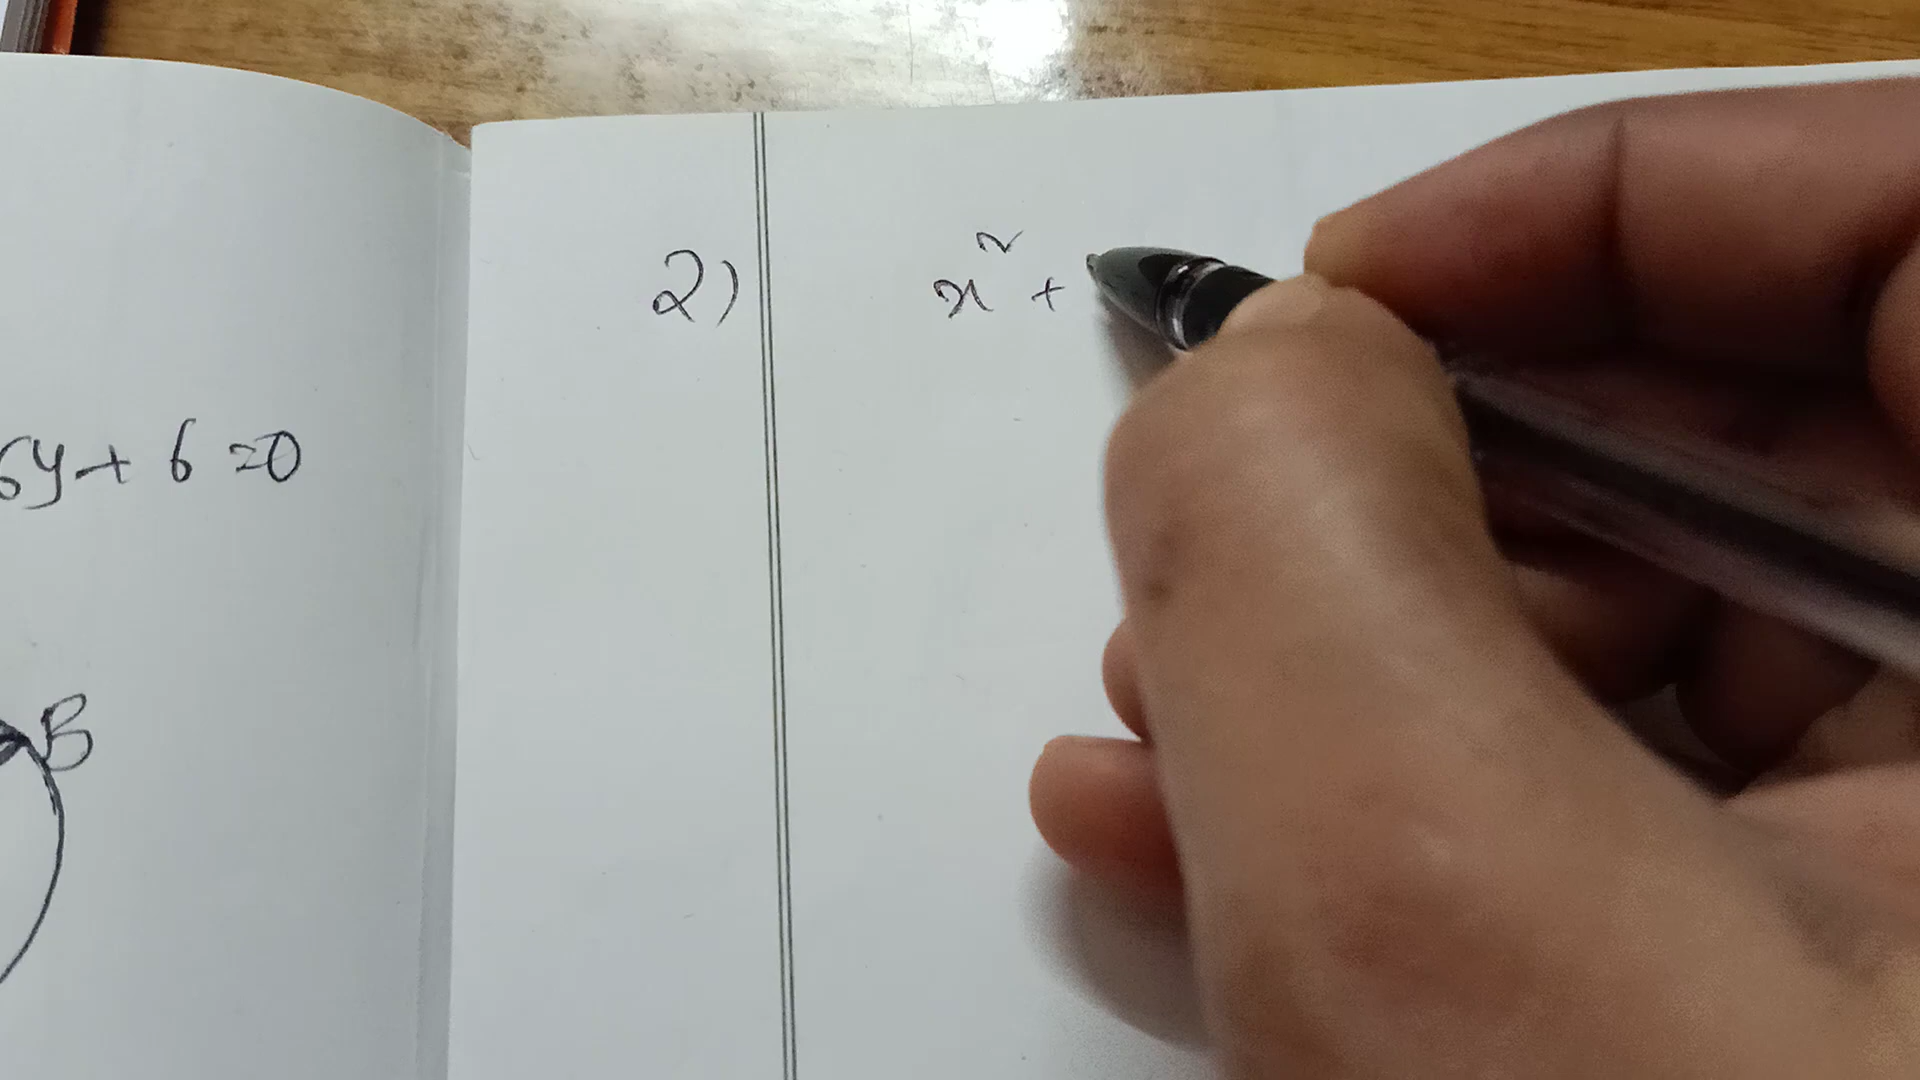 6y + 6 = 0
B
2) x² +